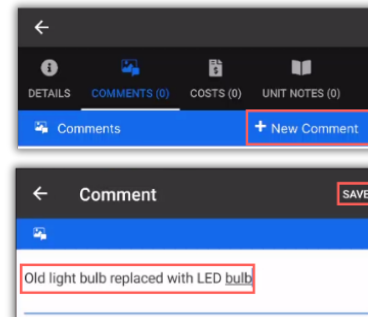 DETAILS
COMMENTS (0)
COSTS (0)
UNIT NOTES (0)
Comments
+ New Comment
Comment
SAVE
Old light bulb replaced with LED bulb